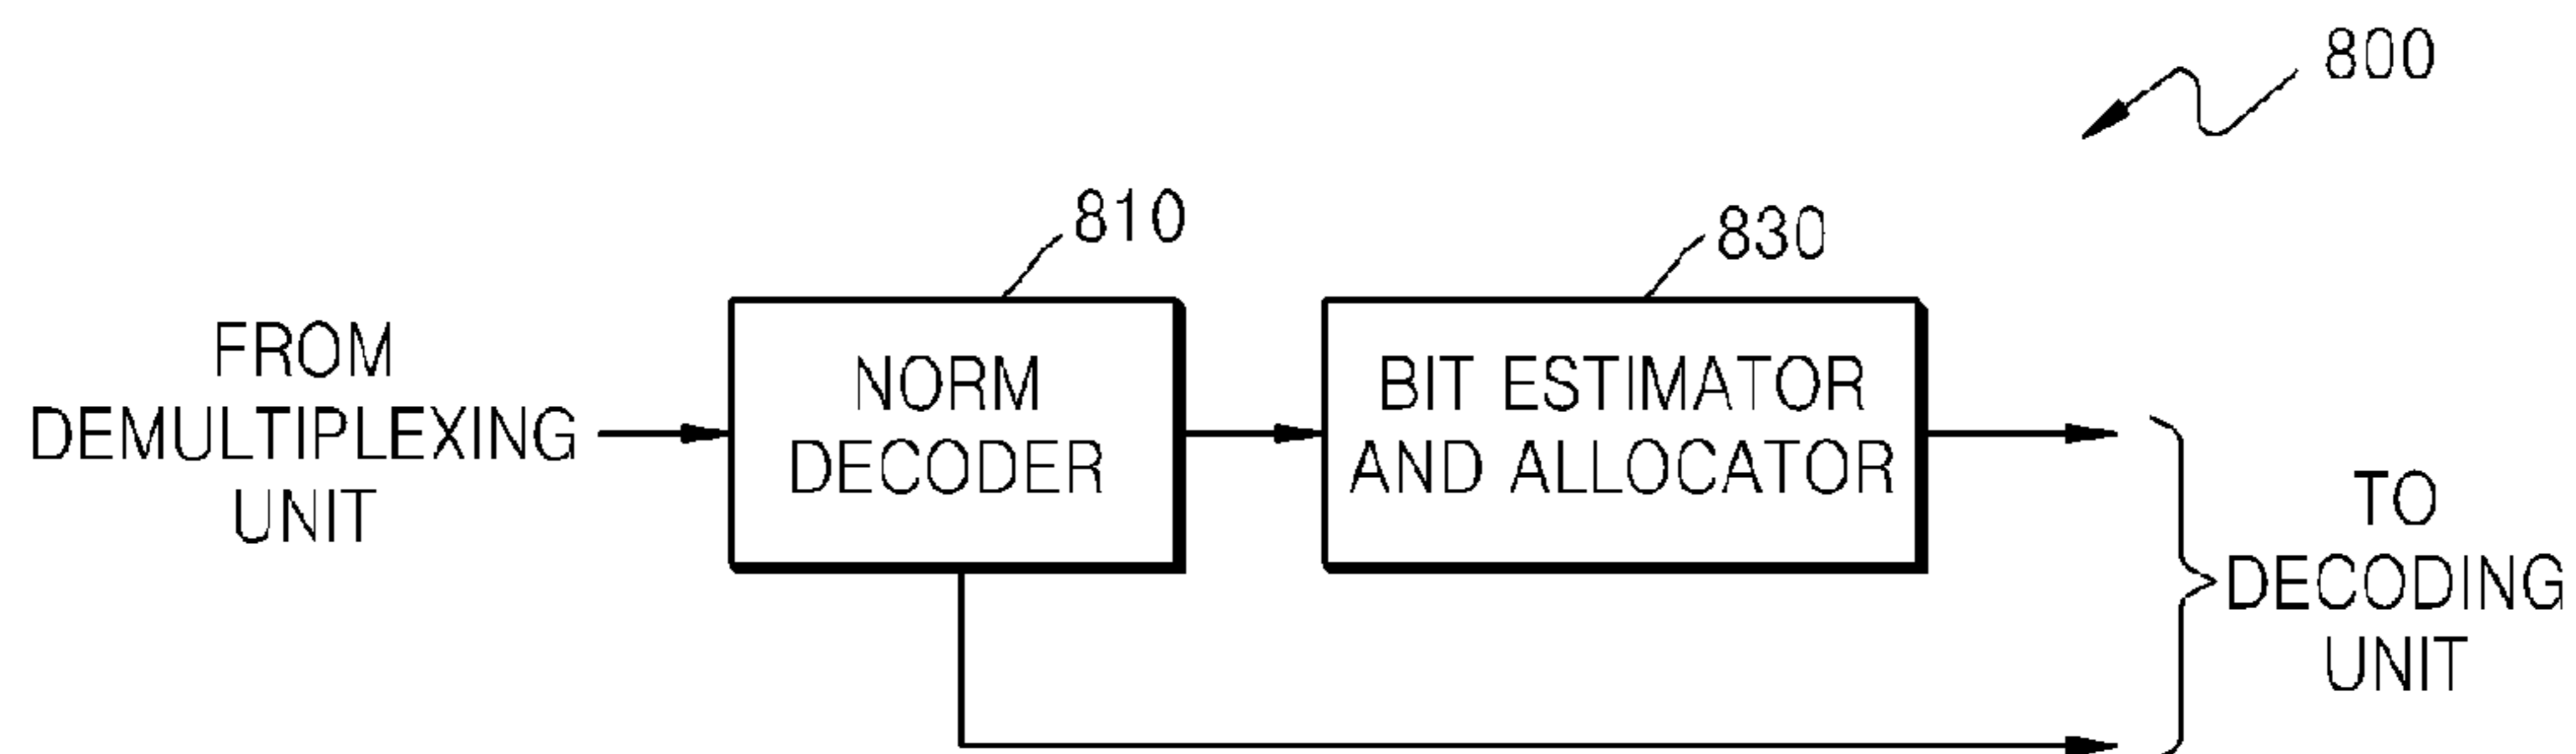 800
810
830
FROM
DEMULTIPLEXING
UNIT
NORM
DECODER
BIT ESTIMATOR
AND ALLOCATOR
TO
DECODING
UNIT